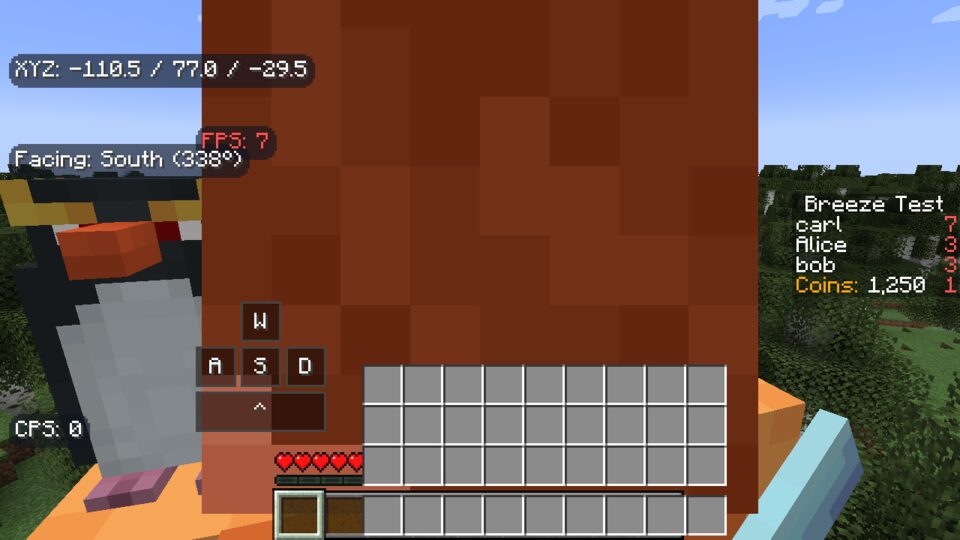 XYZ: -110.5 / 77.0 / -29.5
FPS: 7
Facing: South (338°)
Breeze Test
carl 7
Alice 3
bob 3
Coins: 1,250 1
W
A S D
^
CPS: 0